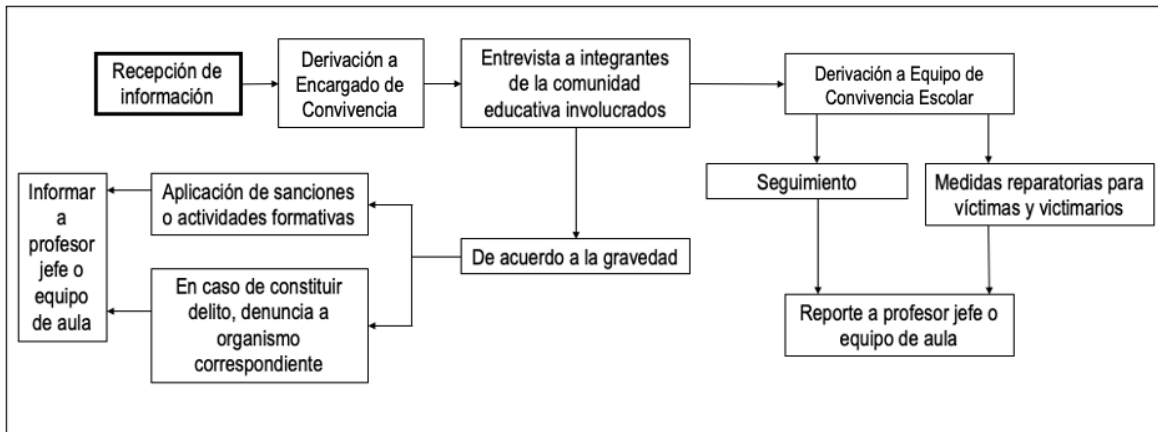 Recepción de
información
Derivación a
Encargado de
Convivencia
Entrevista a integrantes
de la comunidad
educativa involucrados
Derivación a Equipo de
Convivencia Escolar
Seguimiento
Medidas reparatorias para
víctimas y victimarios
Reporte a profesor jefe o
equipo de aula
De acuerdo a la gravedad
Aplicación de sanciones
o actividades formativas
En caso de constituir
delito, denuncia a
organismo
correspondiente
Informar
a
profesor
jefe o
equipo
de aula